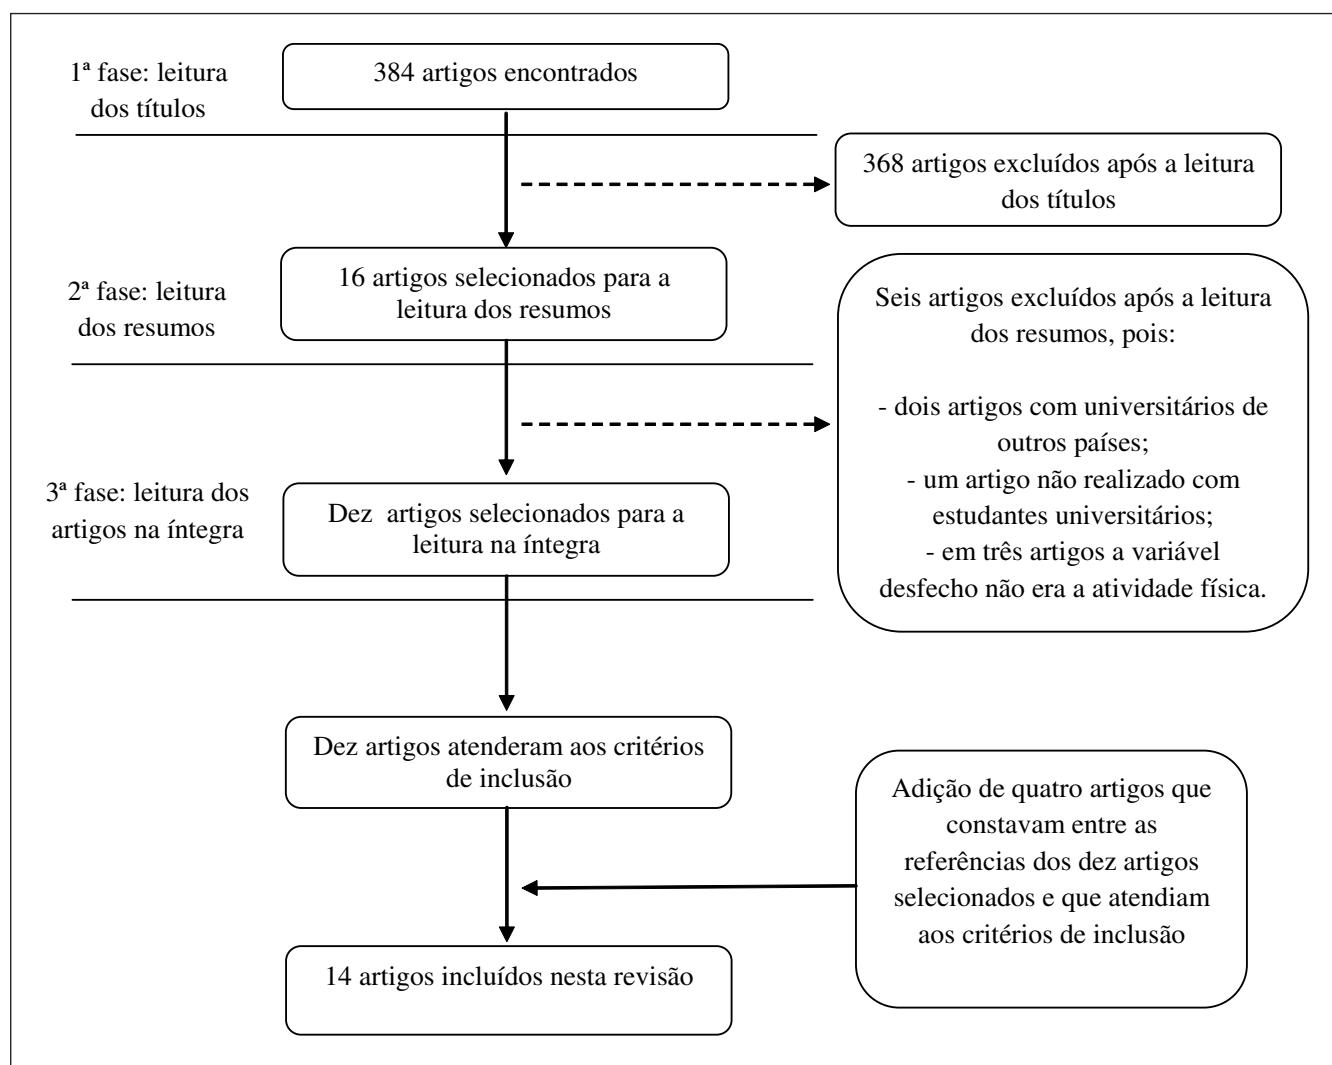 1ª fase: leitura
dos títulos
384 artigos encontrados
368 artigos excluídos após a leitura
dos títulos
2ª fase: leitura
dos resumos
16 artigos selecionados para a
leitura dos resumos
Seis artigos excluídos após a leitura
dos resumos, pois:
- dois artigos com universitários de
outros países;
- um artigo não realizado com
estudantes universitários;
- em três artigos a variável
desfecho não era a atividade física.
3ª fase: leitura dos
artigos na íntegra
Dez artigos selecionados para a
leitura na íntegra
Dez artigos atenderam aos critérios
de inclusão
Adição de quatro artigos que
constavam entre as
referências dos dez artigos
selecionados e que atendiam
aos critérios de inclusão
14 artigos incluídos nesta revisão